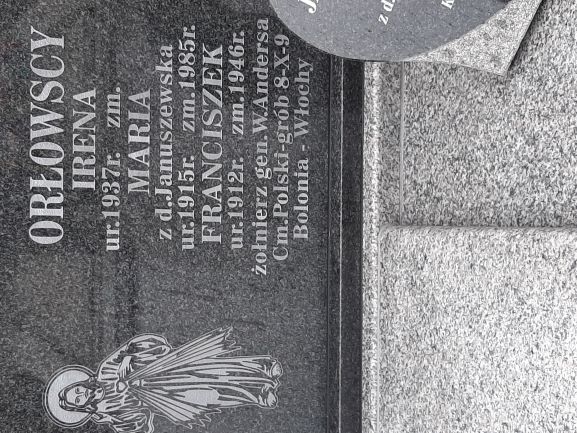 ORŁOWSCY
IRENA
ur.1937r. zm.
MARIA
z d.Januszewska
ur.1915r. zm.1985r.
FRANCISZEK
ur.1912r. zm.1946r.
żołnierz gen.W.Andersa
Cm.Polski-grób 8-X-9
Bolonia - Włochy
J
z d.
K